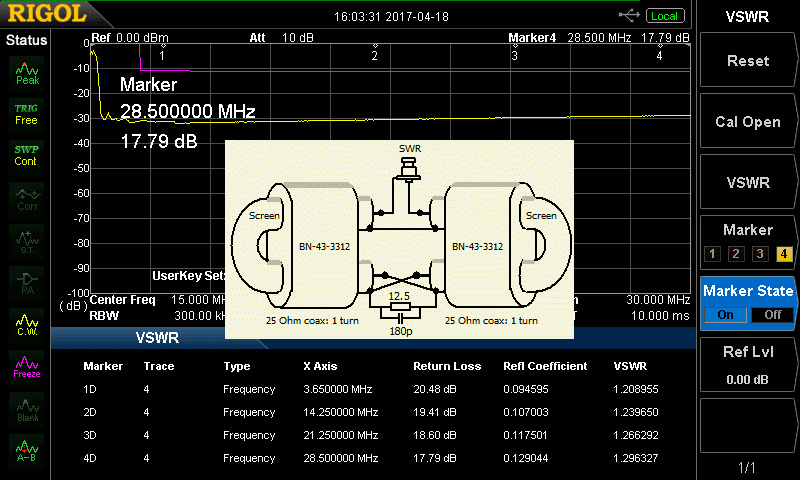 RIGOL
16:03:31 2017-04-18
Local
VSWR
Status
Ref 0.00 dBm
Att 10 dB
Marker4 28.500 MHz 17.79 dB
Reset
Cal Open
VSWR
Marker
1 2 3 4
Marker State
On Off
Ref Lvl
0.00 dB
1/1
Peak
TRIG
Free
SWP
Cont
Corr
S.T.
PA
C.W.
Freeze
Blank
A-B
0
-10
-20
-30
-40
-50
-60
-70
-80
-90
-100
( dB )
1
2
3
4
Marker
28.500000 MHz
17.79 dB
SWR
Screen
BN-43-3312
BN-43-3312
Screen
12.5
180p
25 Ohm coax: 1 turn
25 Ohm coax: 1 turn
UserKey Set:
Center Freq 15.000 M
30.000 MHz
RBW 300.00 k
10.000 ms
VSWR
Marker Trace Type X Axis Return Loss Refl Coefficient VSWR
1D 4 Frequency 3.650000 MHz 20.48 dB 0.094595 1.208955
2D 4 Frequency 14.250000 MHz 19.41 dB 0.107003 1.239650
3D 4 Frequency 21.250000 MHz 18.60 dB 0.117501 1.266292
4D 4 Frequency 28.500000 MHz 17.79 dB 0.129044 1.296327